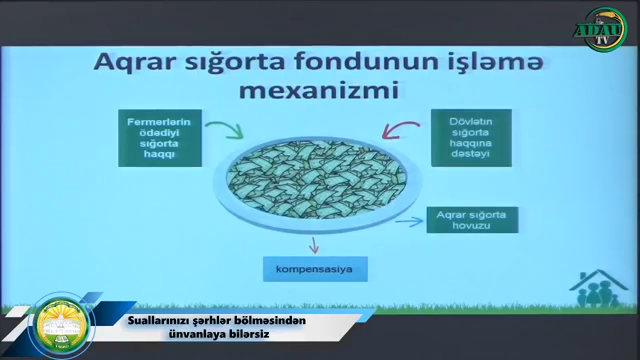 ADAU
TV
Aqrar sığorta fondunun işləmə
mexanizmi
Fermerlərin
ödədiyi
sığorta
haqqı
Dövlətin
sığorta
haqqına
dəstəyi
Aqrar sığorta
hovuzu
kompensasiya
Suallarınızı şərhlər bölməsindən
ünvanlaya bilərsiz